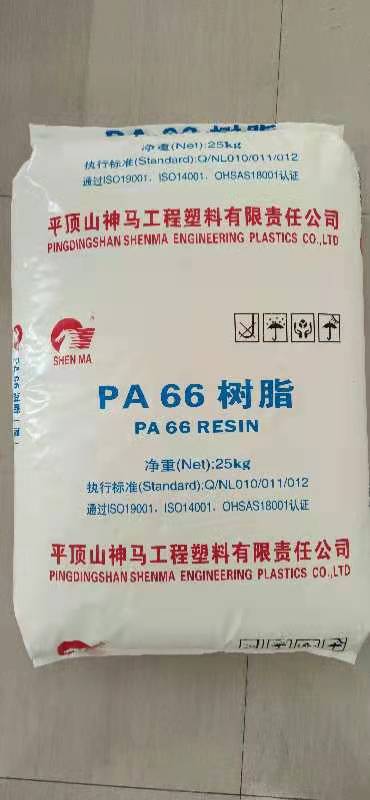 PA 66 树脂
净重(Net):25kg
执行标准(Standard):Q/NL010/011/012
通过ISO19001、ISO14001、OHSAS18001认证
平顶山神马工程塑料有限责任公司
PINGDINGSHAN SHENMA ENGINEERING PLASTICS CO.,LTD
SHEN MA
PA 66 树脂
PA 66 RESIN
净重(Net):25kg
执行标准(Standard):Q/NL010/011/012
通过ISO19001、ISO14001、OHSAS18001认证
平顶山神马工程塑料有限责任公司
PINGDINGSHAN SHENMA ENGINEERING PLASTICS CO.,LTD
PA 66 树脂